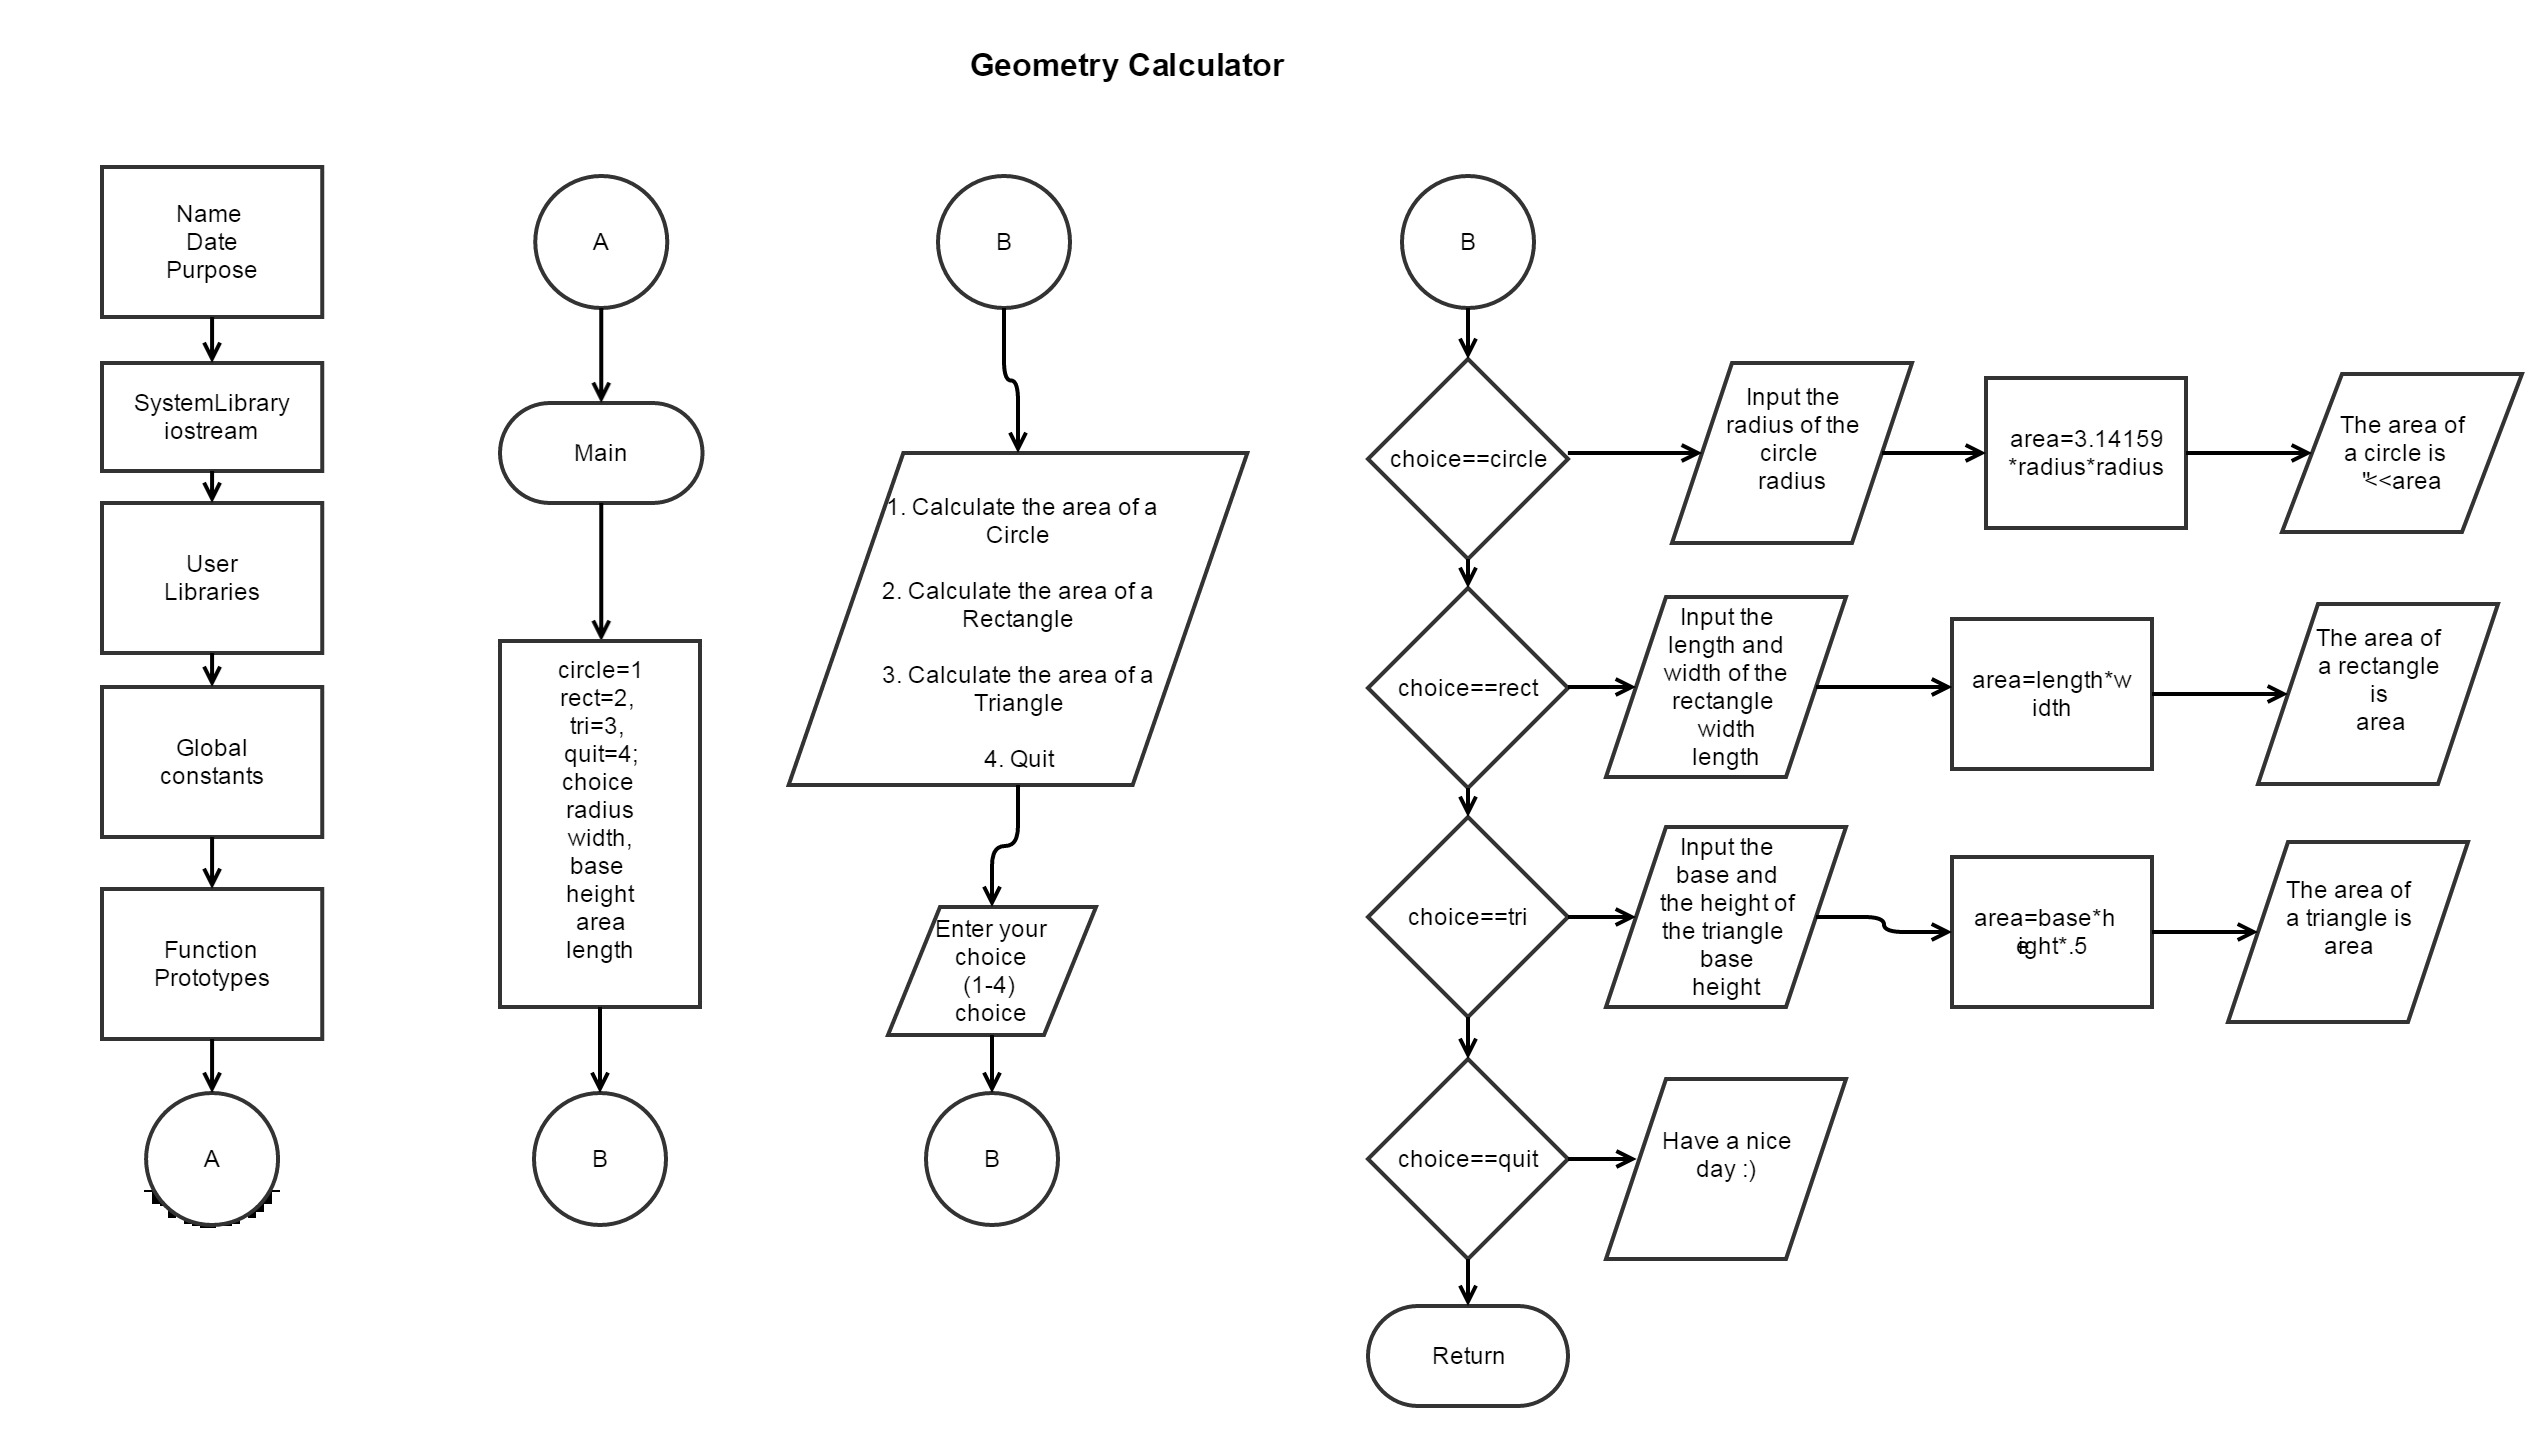 Geometry Calculator
Name
Date
Purpose
SystemLibrary
iostream
User
Libraries
Global
constants
Function
Prototypes
A
A
Main
circle=1
rect=2,
tri=3,
quit=4;
choice
radius
width,
base
height
area
length
B
B
1. Calculate the area of a
Circle
2. Calculate the area of a
Rectangle
3. Calculate the area of a
Triangle
4. Quit
Enter your
choice
(1-4)
choice
B
B
choice==circle
Input the
radius of the
circle
radius
area=3.14159
*radius*radius
The area of
a circle is
"<<area
choice==rect
Input the
length and
width of the
rectangle
width
length
area=length*w
idth
The area of
a rectangle
is
area
choice==tri
Input the
base and
the height of
the triangle
base
height
area=base*h
eight*.5
The area of
a triangle is
area
choice==quit
Have a nice
day :)
Return